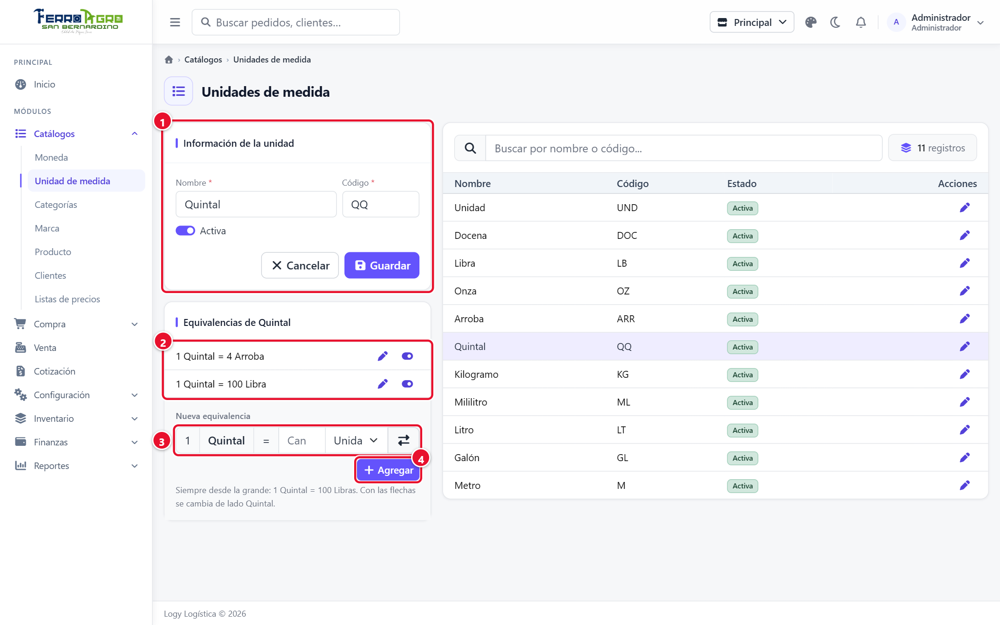 FERRO AGRO
SAN BERNARDINO
Buscar pedidos, clientes...
Principal
A
Administrador
Administrador
PRINCIPAL
Inicio
MÓDULOS
Catálogos
Moneda
Unidad de medida
Categorías
Marca
Producto
Clientes
Listas de precios
Compra
Venta
Cotización
Configuración
Inventario
Finanzas
Reportes
Catálogos › Unidades de medida
Unidades de medida
1
Información de la unidad
Nombre * Código *
Quintal QQ
Activa
Cancelar Guardar
Equivalencias de Quintal
2
1 Quintal = 4 Arroba
1 Quintal = 100 Libra
Nueva equivalencia
3
1 Quintal = Can Unida
4
Agregar
Siempre desde la grande: 1 Quintal = 100 Libras. Con las flechas
se cambia de lado Quintal.
Buscar por nombre o código...
11 registros
Nombre Código Estado Acciones
Unidad UND Activa
Docena DOC Activa
Libra LB Activa
Onza OZ Activa
Arroba ARR Activa
Quintal QQ Activa
Kilogramo KG Activa
Mililitro ML Activa
Litro LT Activa
Galón GL Activa
Metro M Activa
Logy Logística © 2026